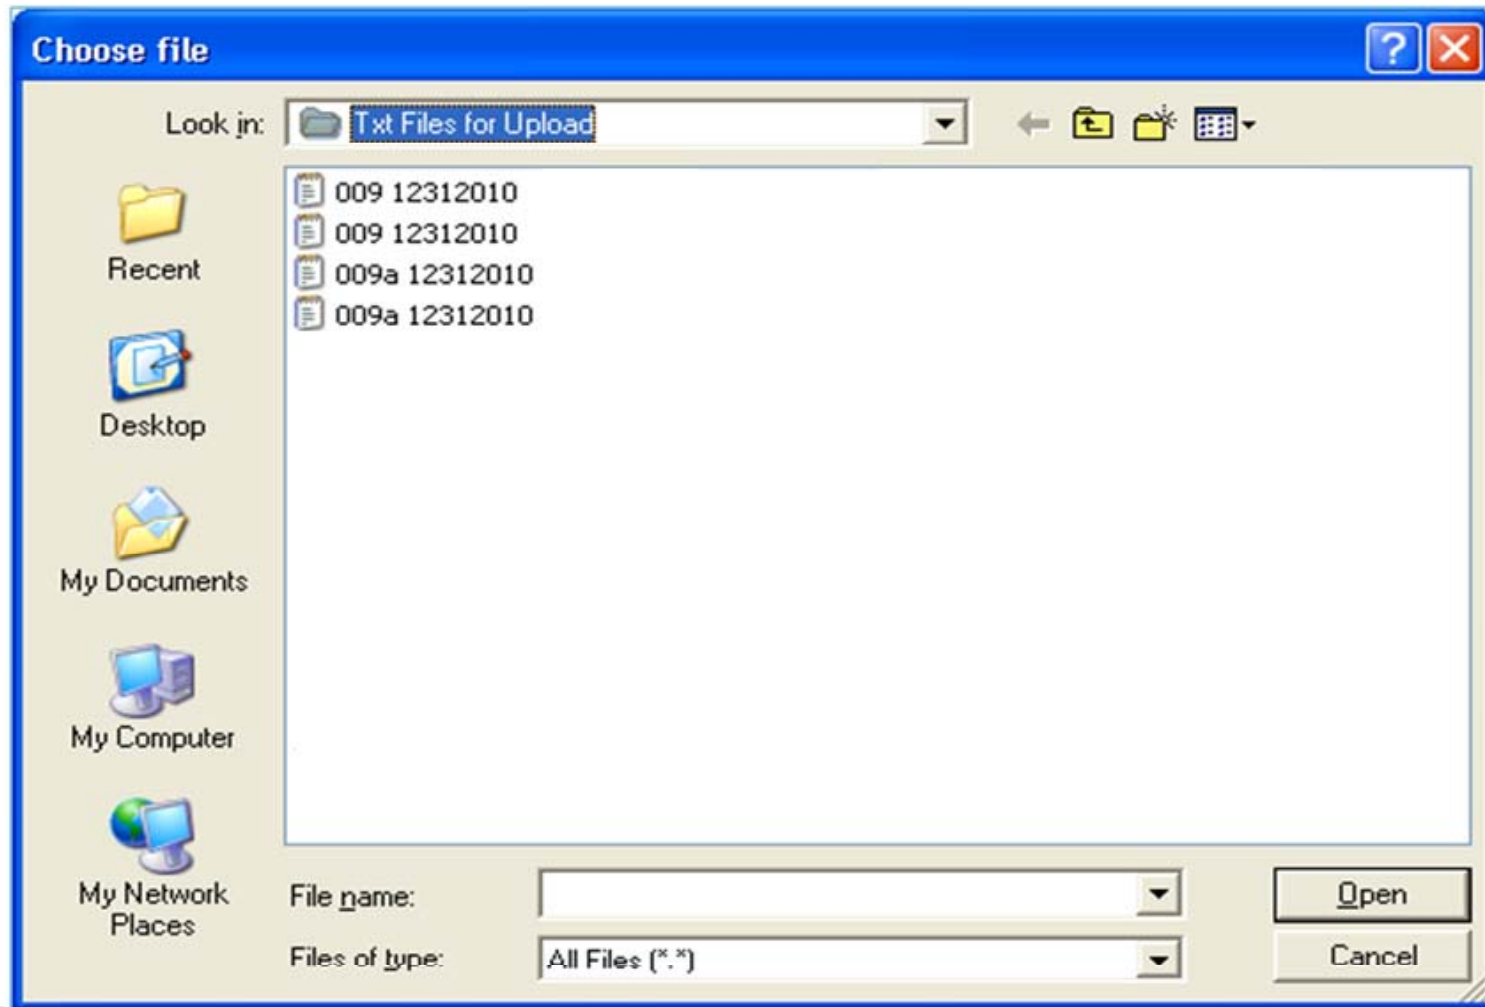 Choose file
Look in: Txt Files for Upload
009 12312010
009 12312010
009a 12312010
009a 12312010
Recent
Desktop
My Documents
My Computer
My Network
Places
File name:
Open
Files of type: All Files (*.*)
Cancel